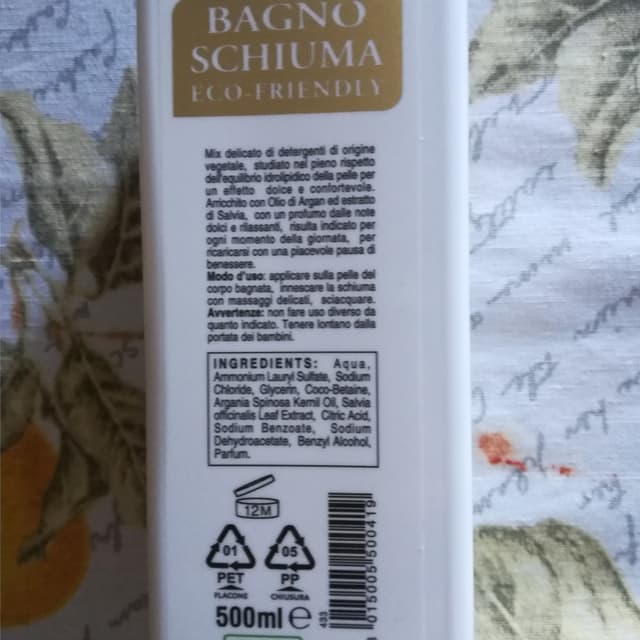 BAGNO
SCHIUMA
ECO-FRIENDLY
Mix delicato di detergenti di origine
vegetale, studiato nel pieno rispetto
dell'equilibrio idrolipidico della pelle per
un effetto dolce e confortevole.
Arricchito con Olio di Argan ed estratto
di Salvia, con un profumo dalle note
dolci e rilassanti, risulta indicato per
ogni momento della giornata, per
ricaricarsi con una piacevole pausa di
benessere.
Modo d'uso: applicare sulla pelle del
corpo bagnata, innescare la schiuma
con massaggi delicati, sciacquare.
Avvertenze: non fare uso diverso da
quanto indicato. Tenere lontano dalla
portata dei bambini.
INGREDIENTS: Aqua,
Ammonium Lauryl Sulfate, Sodium
Chloride, Glycerin, Coco-Betaine,
Argania Spinosa Kernil Oil, Salvia
officinalis Leaf Extract, Citric Acid,
Sodium Benzoate, Sodium
Dehydroacetate, Benzyl Alcohol,
Parfum.
12M
01 05
PET PP
FLACONE CHIUSURA
500ml e